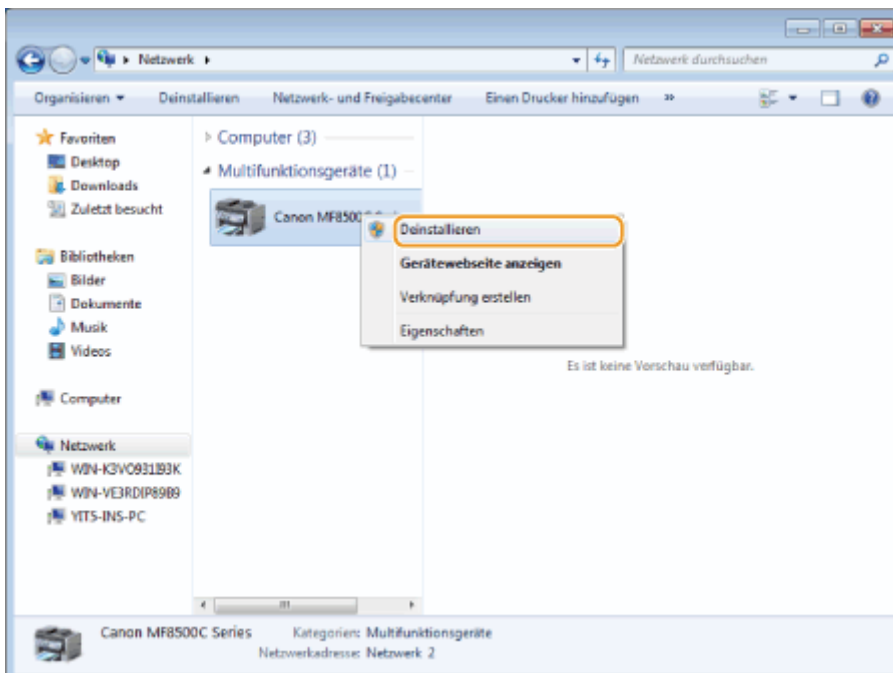 Netzwerk
Netzwerk durchsuchen
Organisieren
Deinstallieren
Netzwerk- und Freigabecenter
Einen Drucker hinzufügen
»
Favoriten
Desktop
Downloads
Zuletzt besucht
Bibliotheken
Bilder
Dokumente
Musik
Videos
Computer
Netzwerk
WIN-K3VO931I93K
WIN-VE3RDIP89B9
YITS-INS-PC
Computer (3)
Multifunktionsgeräte (1)
Canon MF8500C
Deinstallieren
Gerätewebseite anzeigen
Verknüpfung erstellen
Eigenschaften
Es ist keine Vorschau verfügbar.
Canon MF8500C Series
Kategorien: Multifunktionsgeräte
Netzwerkadresse: Netzwerk 2